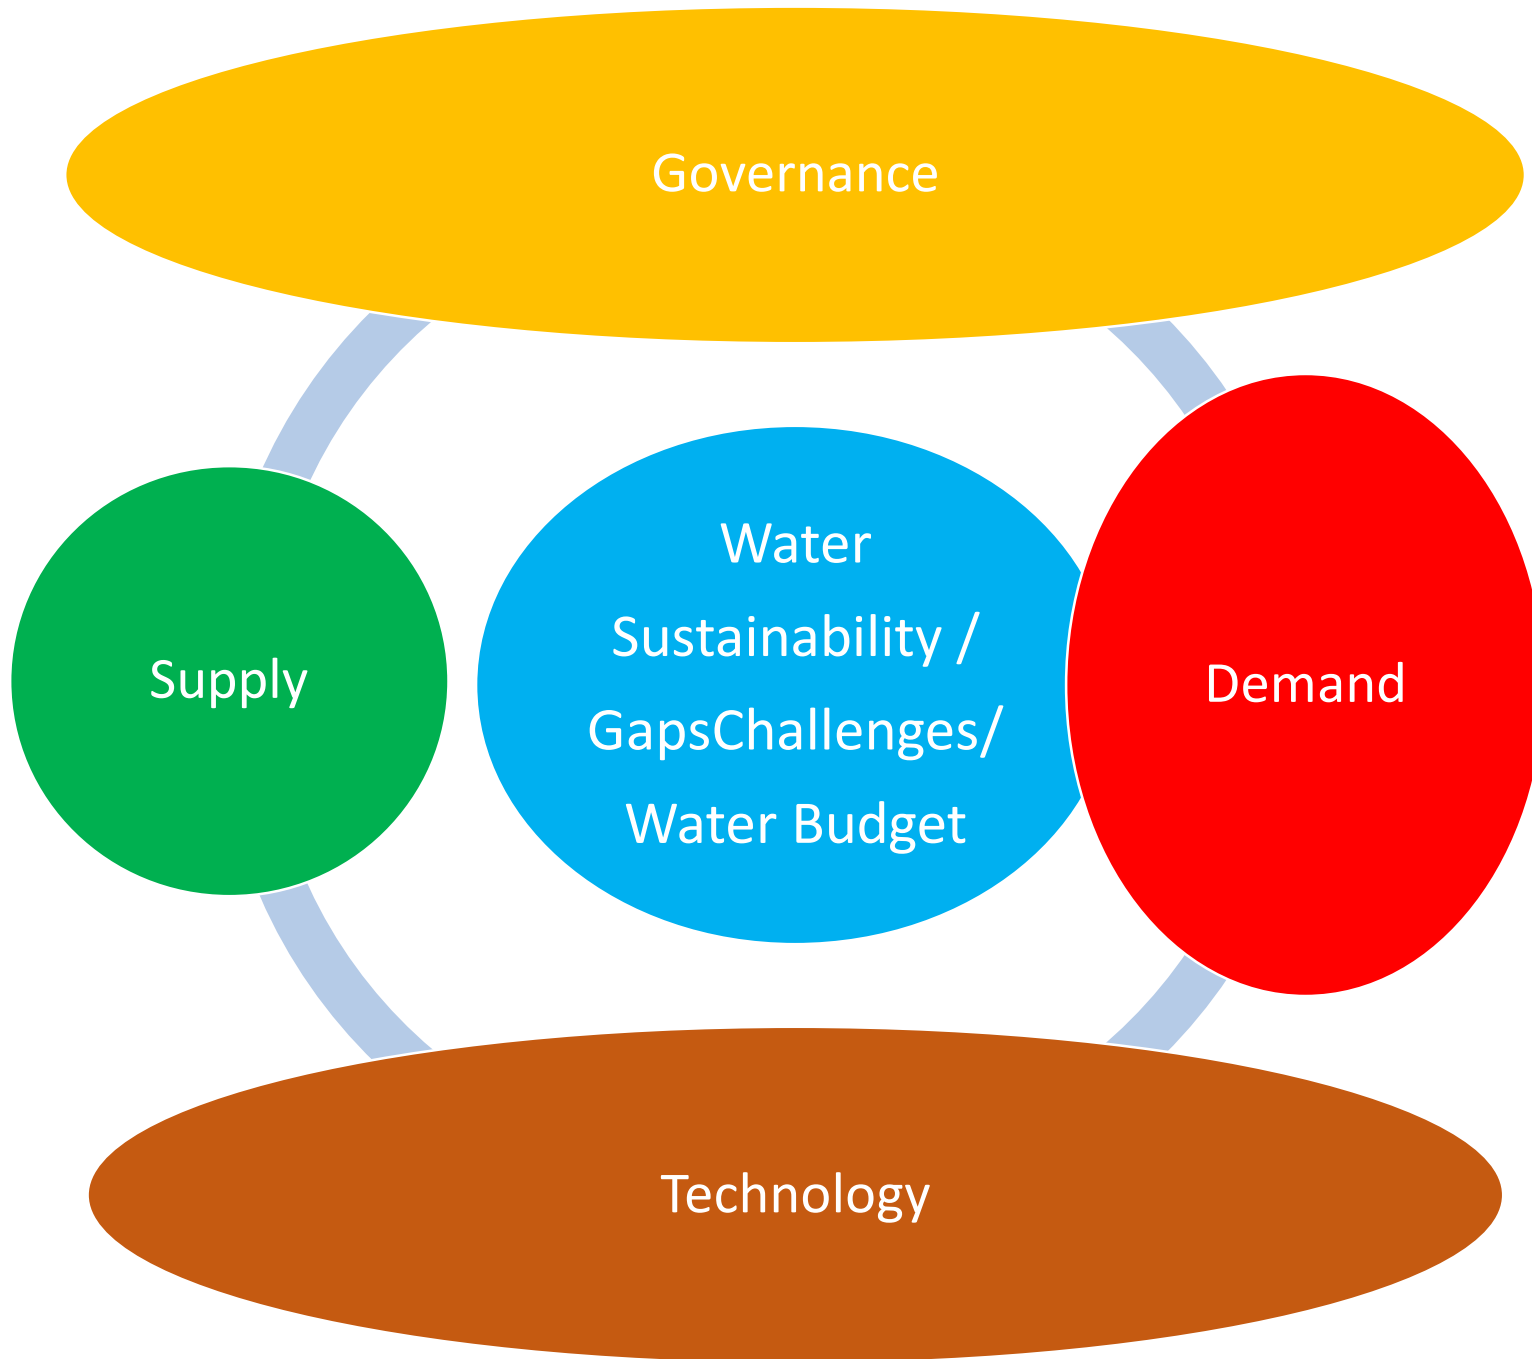 Governance
Supply
Water
Sustainability /
GapsChallenges/
Water Budget
Demand
Technology